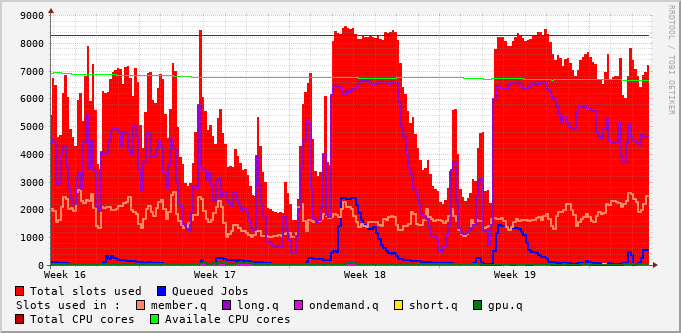 9000
8000
7000
6000
5000
4000
3000
2000
1000
0
Week 16 Week 17 Week 18 Week 19
RRDTOOL / TOBI OETIKER
Total slots used Queued Jobs
Slots used in : member.q long.q ondemand.q short.q gpu.q
Total CPU cores Availale CPU cores